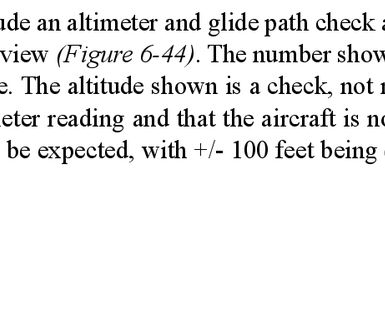 ude an altimeter and glide path check
view (Figure 6-44). The number show
e. The altitude shown is a check, not
eter reading and that the aircraft is no
be expected, with +/- 100 feet being